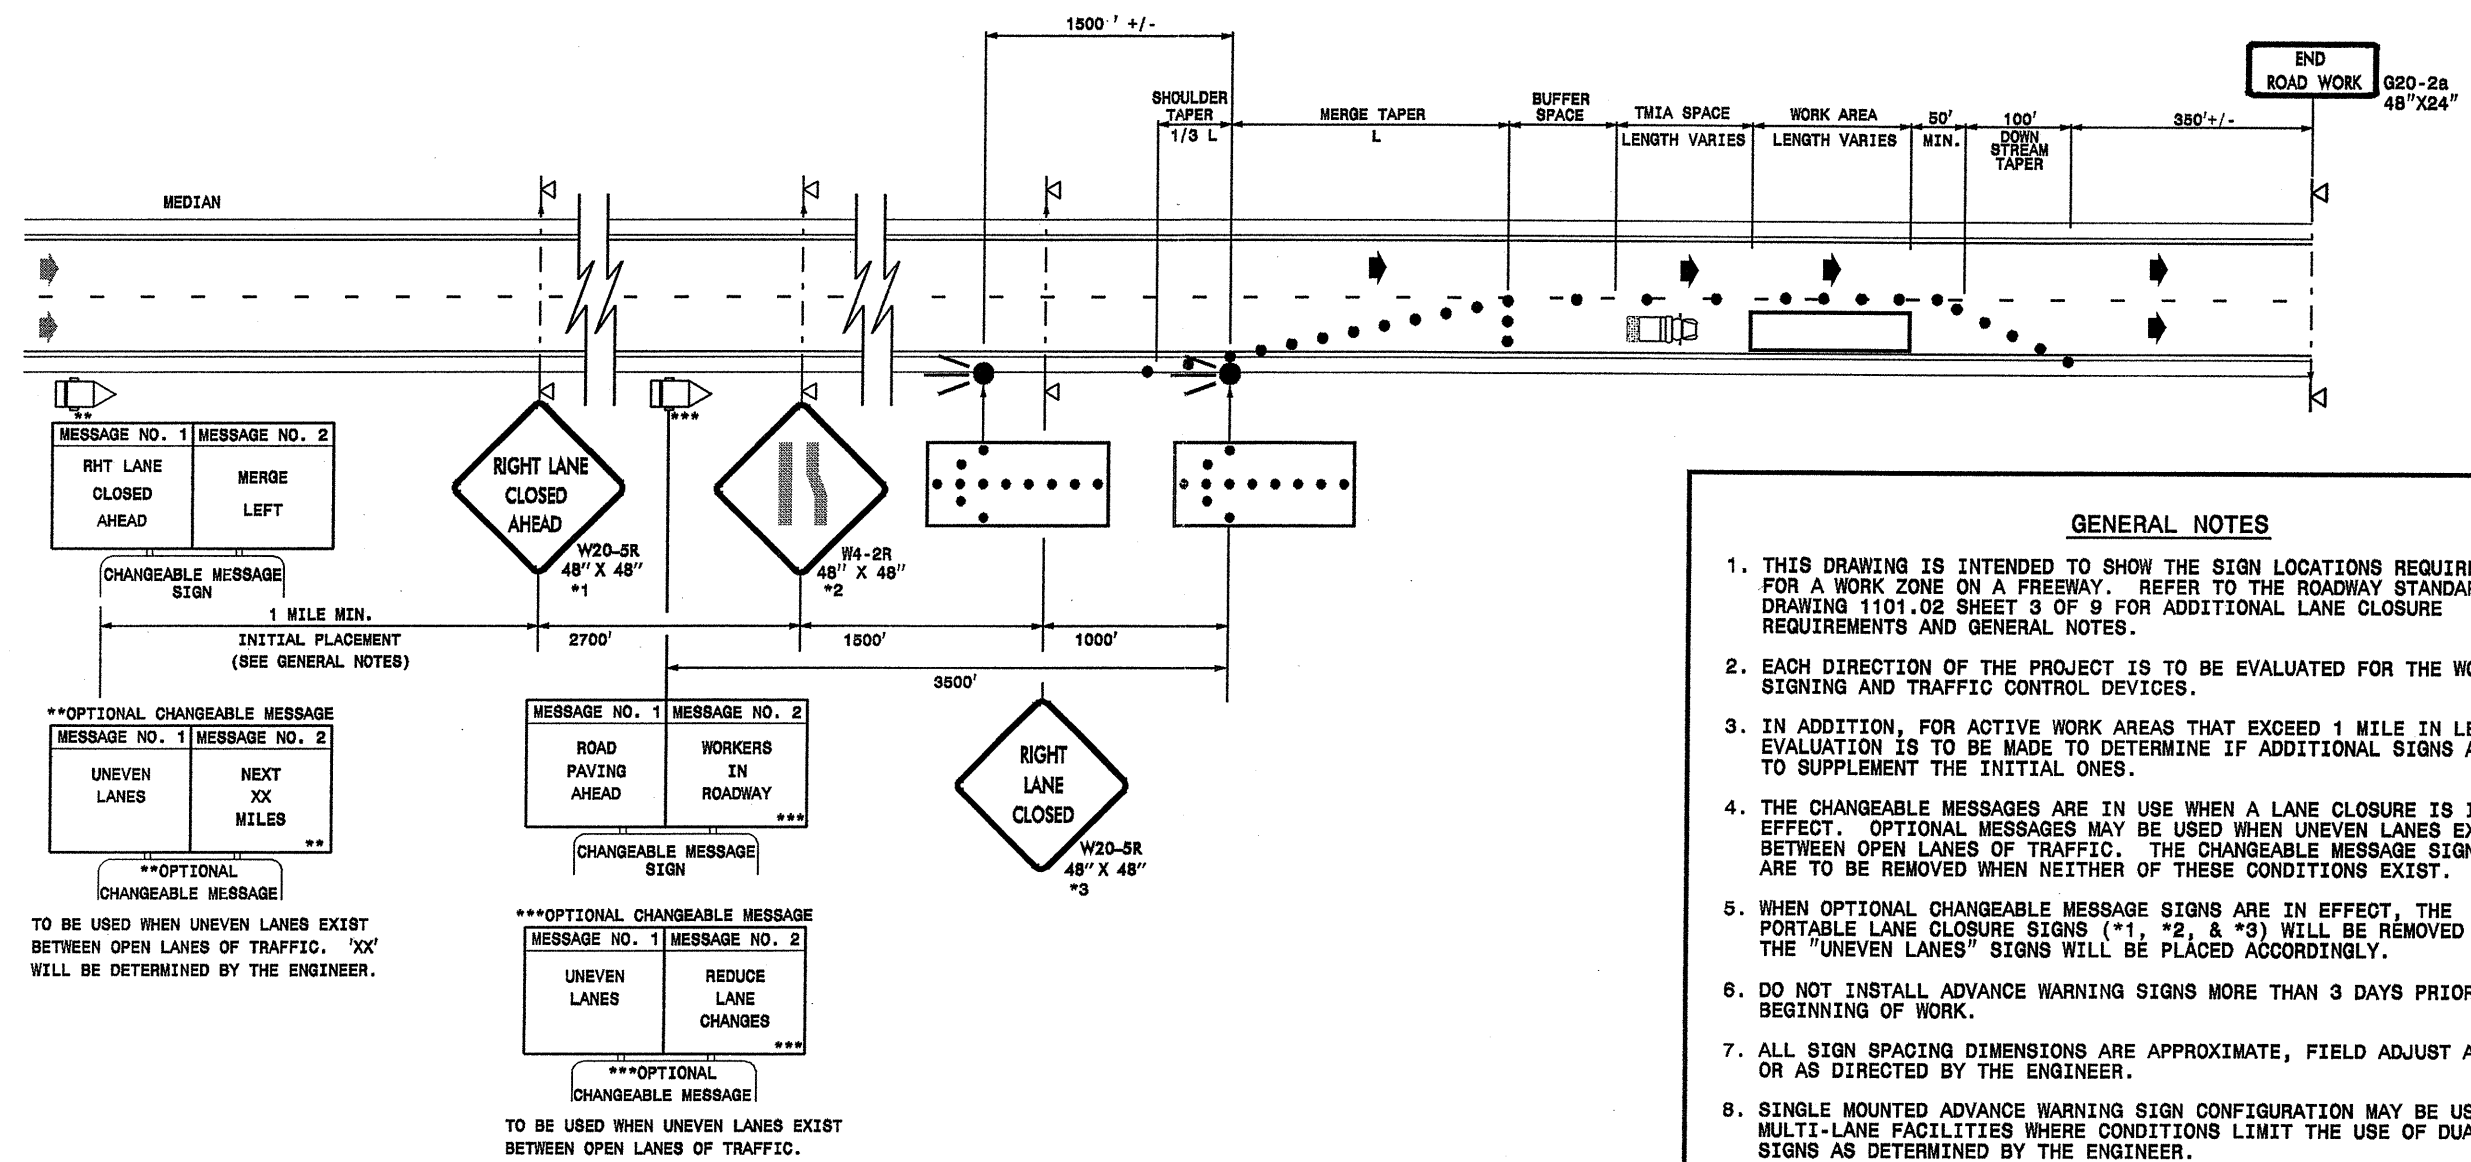 1500' +/-
END
ROAD WORK
G20-2a
48"X24"
SHOULDER
TAPER
1/3 L
MERGE TAPER
L
BUFFER
SPACE
TMIA SPACE
LENGTH VARIES
WORK AREA
LENGTH VARIES
50'
MIN.
100'
DOWN
STREAM
TAPER
350'+/-
MEDIAN
**
***
MESSAGE NO. 1
MESSAGE NO. 2
RHT LANE
CLOSED
AHEAD
MERGE
LEFT
CHANGEABLE MESSAGE
SIGN
RIGHT LANE
CLOSED
AHEAD
W20-5R
48" X 48"
*1
W4-2R
48" X 48"
*2
1 MILE MIN.
INITIAL PLACEMENT
(SEE GENERAL NOTES)
2700'
1500'
1000'
3500'
**OPTIONAL CHANGEABLE MESSAGE
MESSAGE NO. 1
MESSAGE NO. 2
UNEVEN
LANES
NEXT
XX
MILES
**
**OPTIONAL
CHANGEABLE MESSAGE
TO BE USED WHEN UNEVEN LANES EXIST
BETWEEN OPEN LANES OF TRAFFIC. 'XX'
WILL BE DETERMINED BY THE ENGINEER.
MESSAGE NO. 1
MESSAGE NO. 2
ROAD
PAVING
AHEAD
WORKERS
IN
ROADWAY
***
CHANGEABLE MESSAGE
SIGN
RIGHT
LANE
CLOSED
W20-5R
48" X 48"
*3
***OPTIONAL CHANGEABLE MESSAGE
MESSAGE NO. 1
MESSAGE NO. 2
UNEVEN
LANES
REDUCE
LANE
CHANGES
***
***OPTIONAL
CHANGEABLE MESSAGE
TO BE USED WHEN UNEVEN LANES EXIST
BETWEEN OPEN LANES OF TRAFFIC.
GENERAL NOTES
1. THIS DRAWING IS INTENDED TO SHOW THE SIGN LOCATIONS
FOR A WORK ZONE ON A FREEWAY. REFER TO THE ROADWAY
DRAWING 1101.02 SHEET 3 OF 9 FOR ADDITIONAL LANE CLOSURE
REQUIREMENTS AND GENERAL NOTES.
2. EACH DIRECTION OF THE PROJECT IS TO BE EVALUATED FOR THE
SIGNING AND TRAFFIC CONTROL DEVICES.
3. IN ADDITION, FOR ACTIVE WORK AREAS THAT EXCEED 1 MILE IN
EVALUATION IS TO BE MADE TO DETERMINE IF ADDITIONAL SIGNS
TO SUPPLEMENT THE INITIAL ONES.
4. THE CHANGEABLE MESSAGES ARE IN USE WHEN A LANE CLOSURE IS
EFFECT. OPTIONAL MESSAGES MAY BE USED WHEN UNEVEN LANES
BETWEEN OPEN LANES OF TRAFFIC. THE CHANGEABLE MESSAGE
ARE TO BE REMOVED WHEN NEITHER OF THESE CONDITIONS EXIST.
5. WHEN OPTIONAL CHANGEABLE MESSAGE SIGNS ARE IN EFFECT, THE
PORTABLE LANE CLOSURE SIGNS (*1, *2, & *3) WILL BE REMOVED
THE "UNEVEN LANES" SIGNS WILL BE PLACED ACCORDINGLY.
6. DO NOT INSTALL ADVANCE WARNING SIGNS MORE THAN 3 DAYS PRIOR
BEGINNING OF WORK.
7. ALL SIGN SPACING DIMENSIONS ARE APPROXIMATE, FIELD ADJUST
OR AS DIRECTED BY THE ENGINEER.
8. SINGLE MOUNTED ADVANCE WARNING SIGN CONFIGURATION MAY BE
MULTI-LANE FACILITIES WHERE CONDITIONS LIMIT THE USE OF
SIGNS AS DETERMINED BY THE ENGINEER.